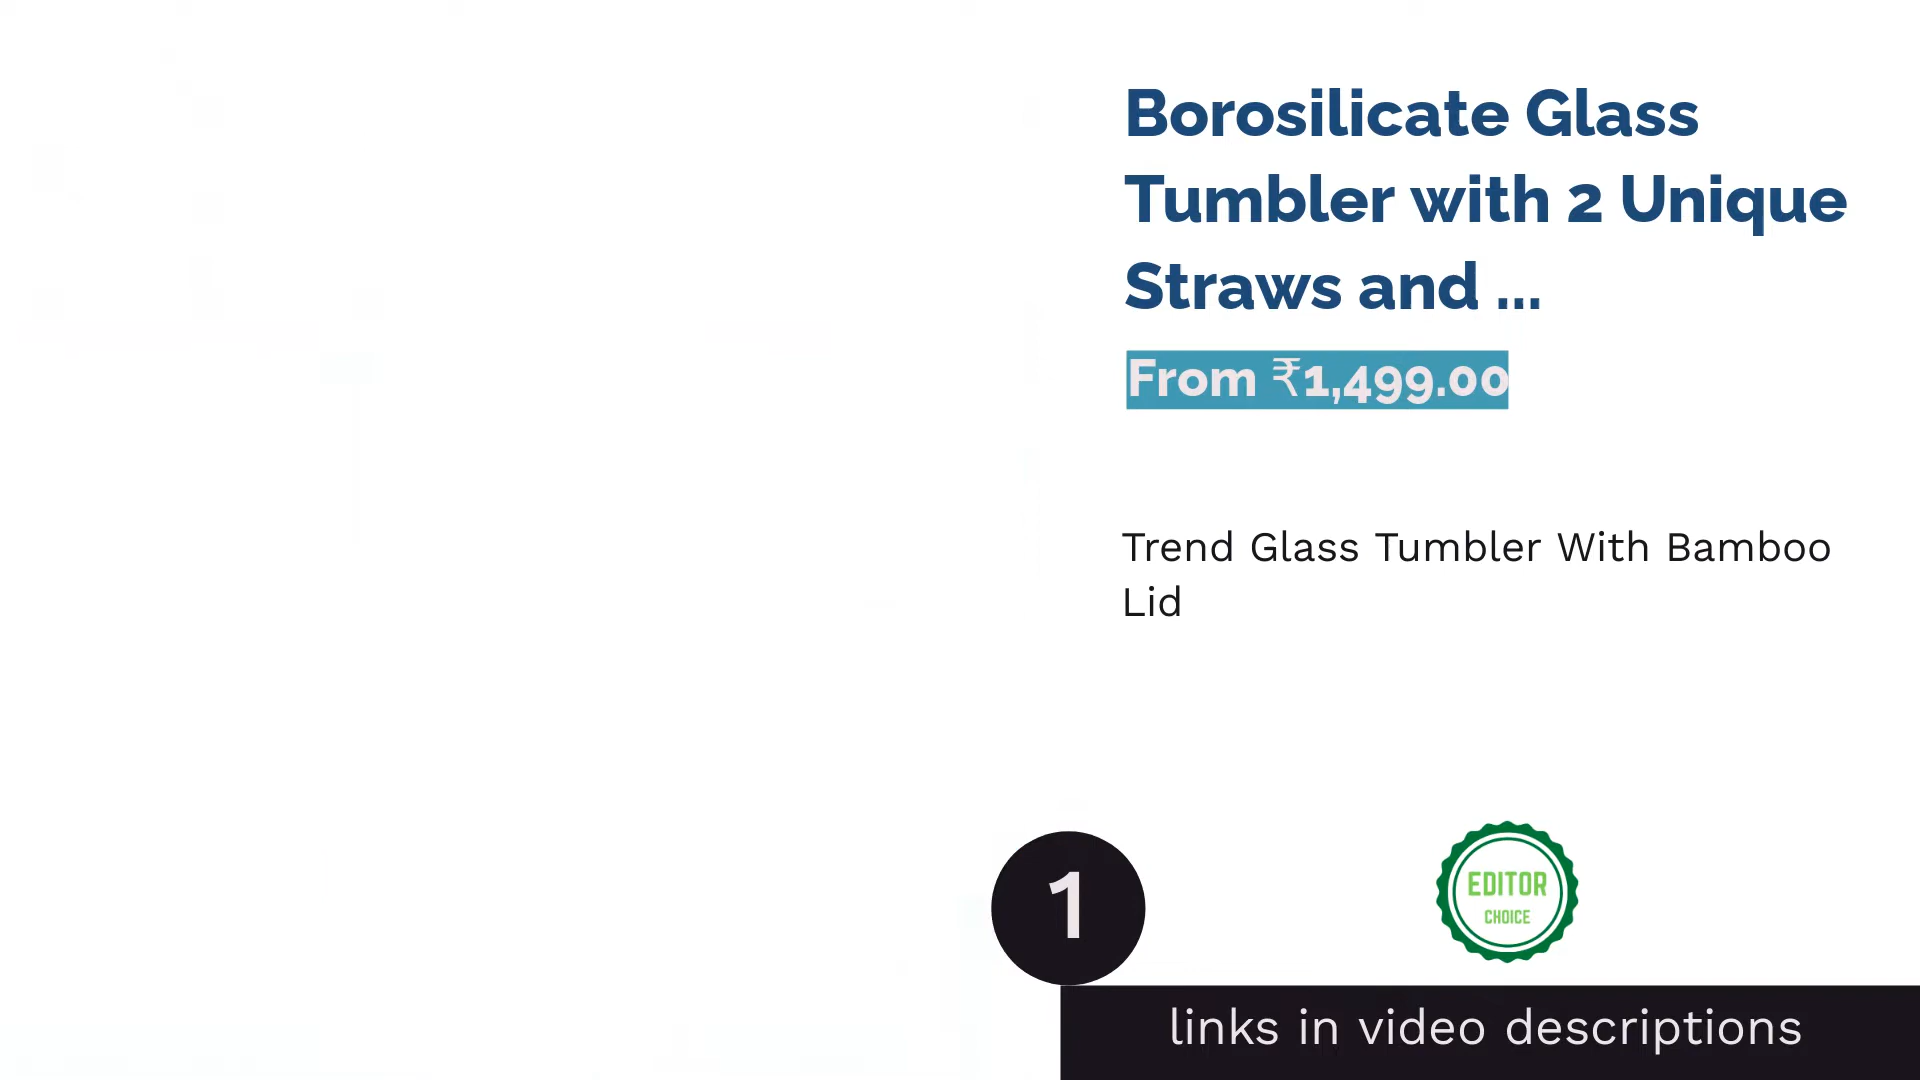 Borosilicate Glass
Tumbler with 2 Unique
Straws and ...
From ₹1,499.00
Trend Glass Tumbler With Bamboo
Lid
1
EDITOR
CHOICE
links in video descriptions